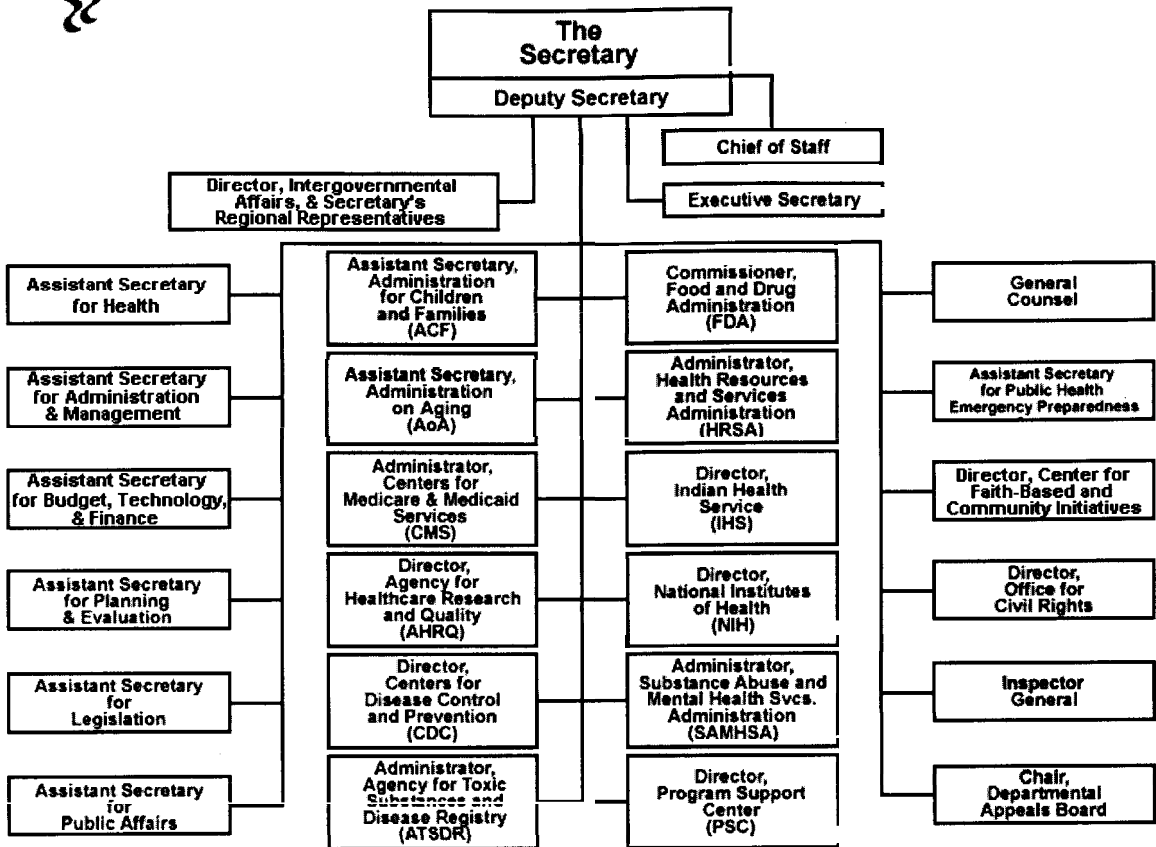 The
Secretary
Deputy Secretary
Chief of Staff
Director, Intergovernmental
Affairs, & Secretary's
Regional Representatives
Executive Secretary
Assistant Secretary
for Health
Assistant Secretary
for Administration
& Management
Assistant Secretary
for Budget, Technology,
& Finance
Assistant Secretary
for Planning
& Evaluation
Assistant Secretary
for
Legislation
Assistant Secretary
for
Public Affairs
Assistant Secretary,
Administration
for Children
and Families
(ACF)
Assistant Secretary,
Administration
on Aging
(AoA)
Administrator,
Centers for
Medicare & Medicaid
Services
(CMS)
Director,
Agency for
Healthcare Research
and Quality
(AHRQ)
Director,
Centers for
Disease Control
and Prevention
(CDC)
Administrator,
Agency for Toxic
Substances and
Disease Registry
(ATSDR)
Commissioner,
Food and Drug
Administration
(FDA)
Administrator,
Health Resources
and Services
Administration
(HRSA)
Director,
Indian Health
Service
(IHS)
Director,
National Institutes
of Health
(NIH)
Administrator,
Substance Abuse and
Mental Health Svcs.
Administration
(SAMHSA)
Director,
Program Support
Center
(PSC)
General
Counsel
Assistant Secretary
for Public Health
Emergency Preparedness
Director, Center for
Faith-Based and
Community Initiatives
Director,
Office for
Civil Rights
Inspector
General
Chair,
Departmental
Appeals Board